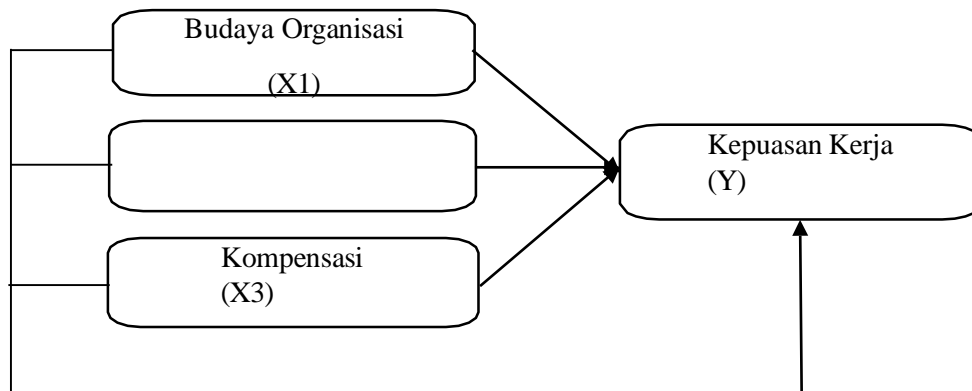 Budaya Organisasi
(X1)
Kepuasan Kerja
(Y)
Kompensasi
(X3)